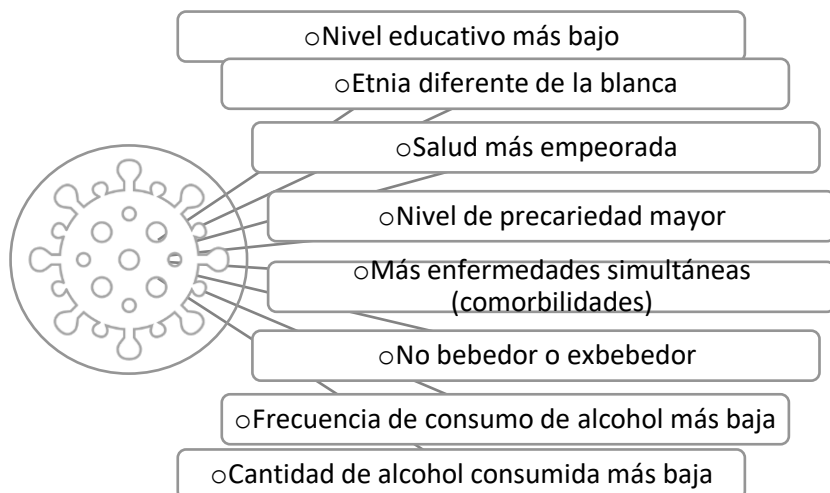 oNivel educativo más bajo
oEtnia diferente de la blanca
oSalud más empeorada
oNivel de precariedad mayor
oMás enfermedades simultáneas
(comorbilidades)
oNo bebedor o exbebedor
oFrecuencia de consumo de alcohol más baja
oCantidad de alcohol consumida más baja